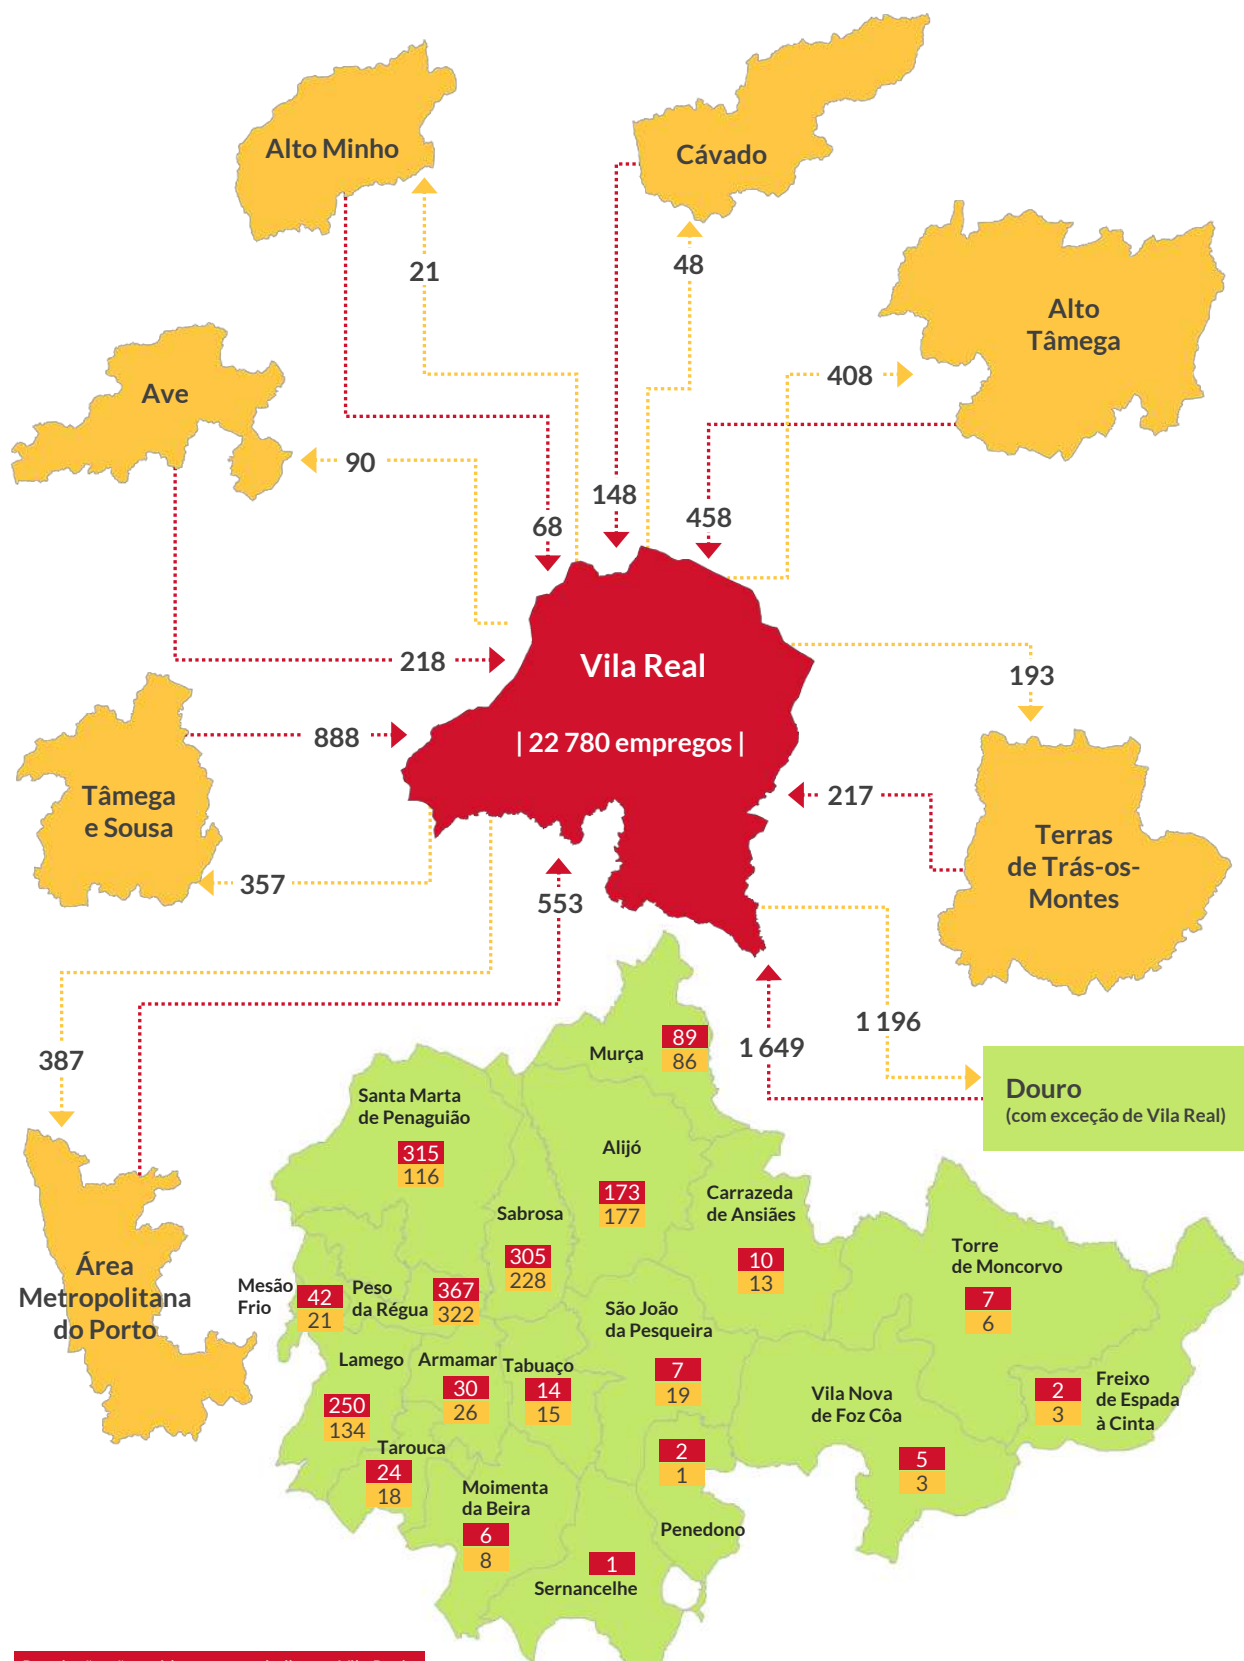 Alto Minho
Cávado
21
48
Alto
Tâmega
408
Ave
90
148
458
68
218
Vila Real
193
| 22 780 empregos |
888
217
Tâmega
e Sousa
Terras
de Trás-os-
Montes
357
553
1 196
1 649
387
Douro
(com exceção de Vila Real)
Murça
89
86
Santa Marta
de Penaguião
315
116
Alijó
173
177
Carrazeda
de Ansiães
10
13
Sabrosa
305
228
Torre
de Moncorvo
7
6
Área
Metropolitana
do Porto
Mesão
Frio
42
21
Peso
da Régua
367
322
São João
da Pesqueira
7
19
Lamego
250
134
Armamar
30
26
Tabuaço
14
15
Vila Nova
de Foz Côa
5
3
2
3
Freixo
de Espada
à Cinta
Tarouca
24
18
2
1
Penedono
Moimenta
da Beira
6
8
1
Sernancelhe